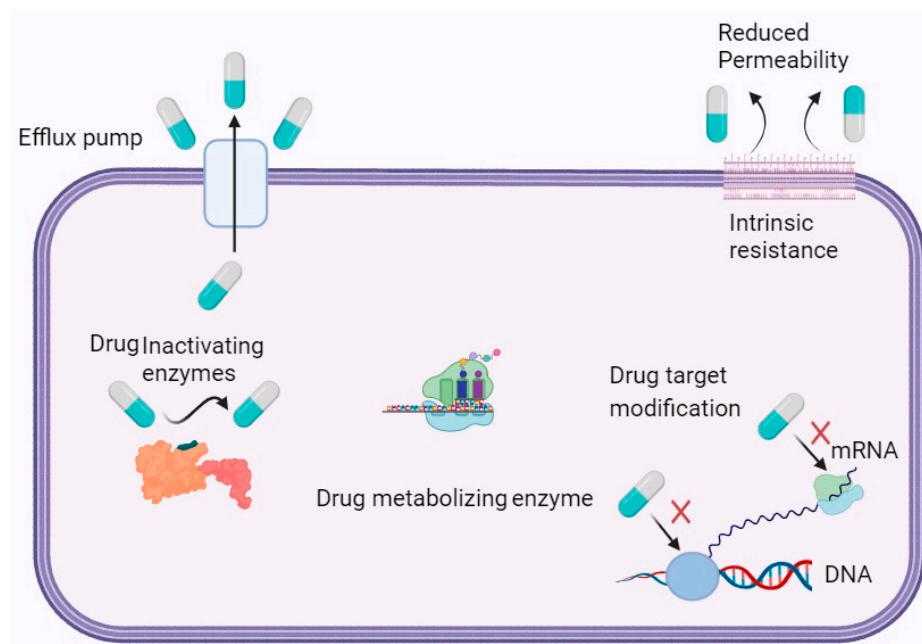 Reduced
Permeability
Efflux pump
Intrinsic
resistance
Drug Inactivating
enzymes
Drug target
modification
mRNA
Drug metabolizing enzyme
DNA